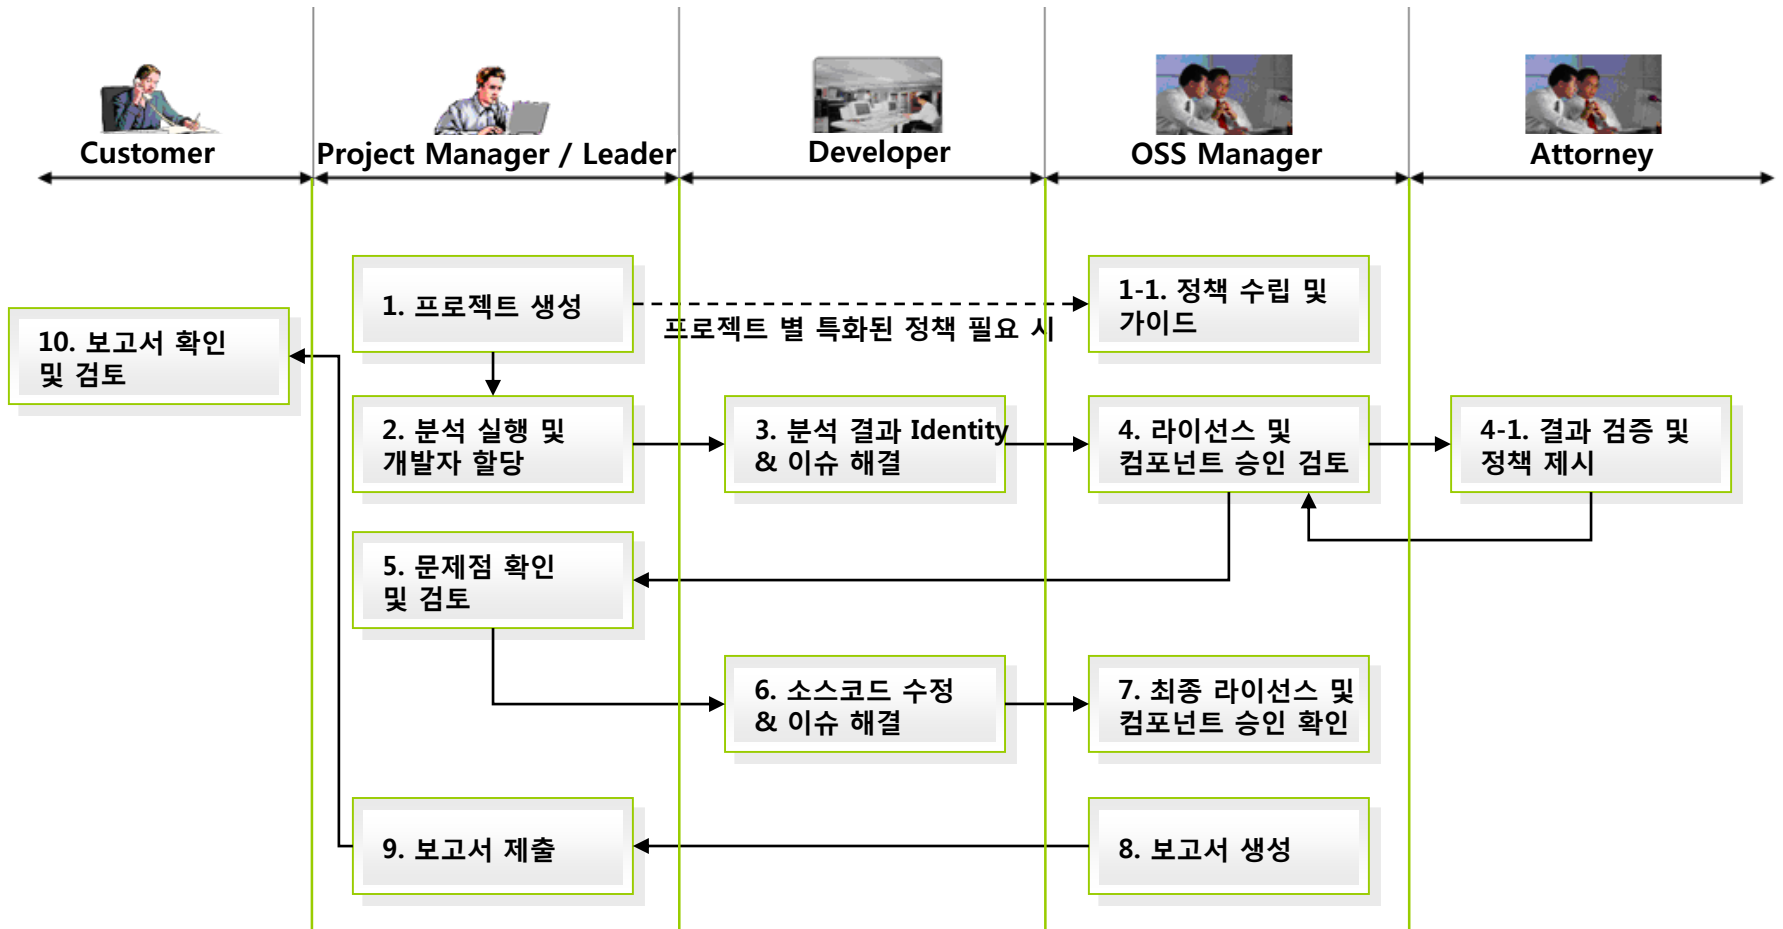 Customer
Project Manager / Leader
Developer
OSS Manager
Attorney
1. 프로젝트 생성
프로젝트 별 특화된 정책 필요 시
1-1. 정책 수립 및
가이드
10. 보고서 확인
및 검토
2. 분석 실행 및
개발자 할당
3. 분석 결과 Identity
& 이슈 해결
4. 라이선스 및
컴포넌트 승인 검토
4-1. 결과 검증 및
정책 제시
5. 문제점 확인
및 검토
6. 소스코드 수정
& 이슈 해결
7. 최종 라이선스 및
컴포넌트 승인 확인
9. 보고서 제출
8. 보고서 생성